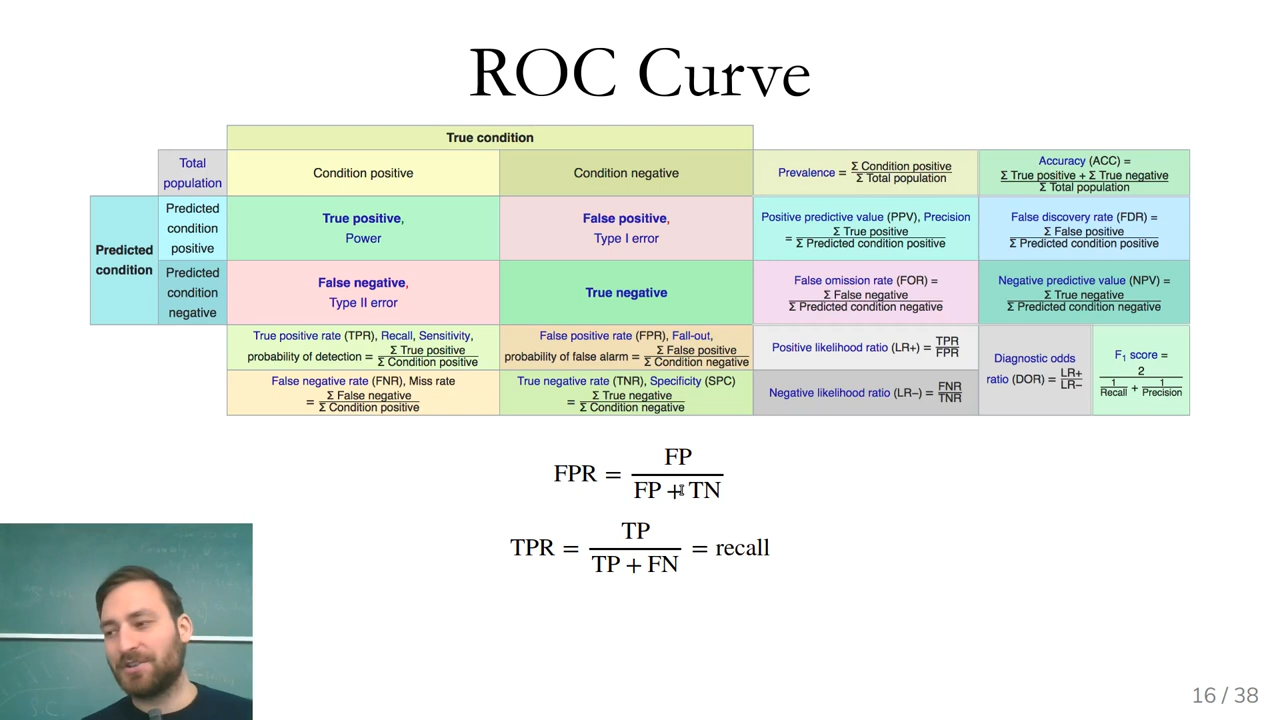 ROC Curve
True condition
Total
population
Condition positive
Condition negative
Prevalence = Σ Condition positive / Σ Total population
Accuracy (ACC) =
Σ True positive + Σ True negative / Σ Total population
Predicted
condition
Predicted
condition
positive
True positive,
Power
False positive,
Type I error
Positive predictive value (PPV), Precision
= Σ True positive / Σ Predicted condition positive
False discovery rate (FDR) =
Σ False positive / Σ Predicted condition positive
Predicted
condition
negative
False negative,
Type II error
True negative
False omission rate (FOR) =
Σ False negative / Σ Predicted condition negative
Negative predictive value (NPV) =
Σ True negative / Σ Predicted condition negative
True positive rate (TPR), Recall, Sensitivity,
probability of detection = Σ True positive / Σ Condition positive
False positive rate (FPR), Fall-out,
probability of false alarm = Σ False positive / Σ Condition negative
Positive likelihood ratio (LR+) = TPR / FPR
Diagnostic odds
ratio (DOR) = LR+ / LR−
F1 score =
2 / (1 / Recall + 1 / Precision)
False negative rate (FNR), Miss rate
= Σ False negative / Σ Condition positive
True negative rate (TNR), Specificity (SPC)
= Σ True negative / Σ Condition negative
Negative likelihood ratio (LR−) = FNR / TNR
FPR = FP / FP + TN
TPR = TP / TP + FN = recall
16 / 38